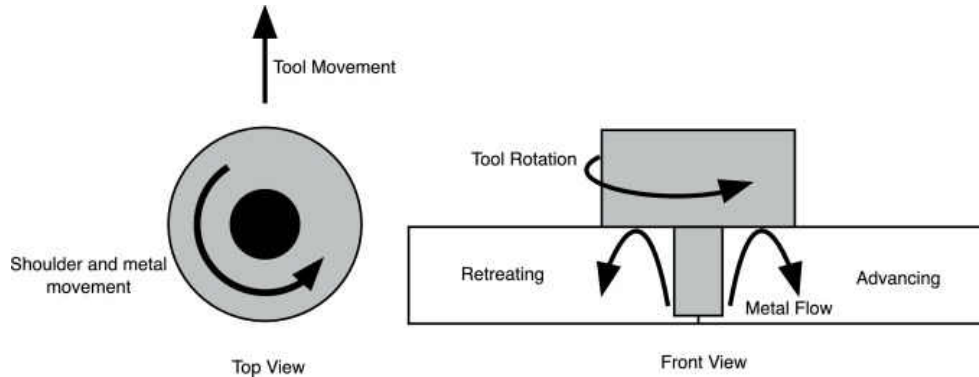 Tool Movement
Shoulder and metal
movement
Top View
Tool Rotation
Retreating
Advancing
Metal Flow
Front View